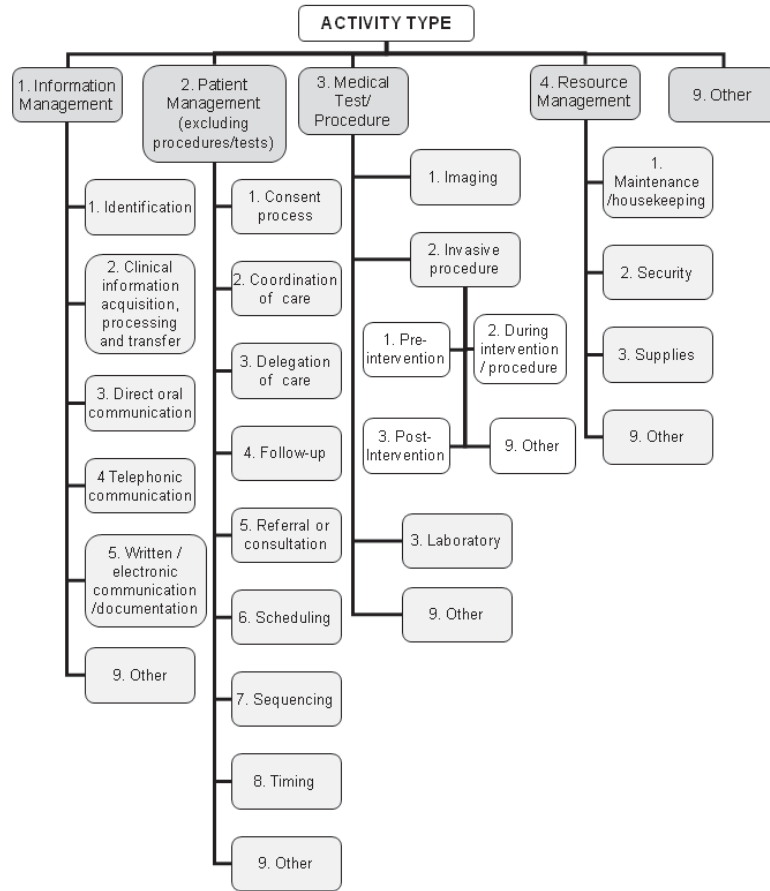 ACTIVITY TYPE
1. Information
Management
2. Patient
Management
(excluding
procedures/tests)
3. Medical
Test/
Procedure
4. Resource
Management
9. Other
1. Identification
2. Clinical
information
acquisition,
processing
and transfer
3. Direct oral
communication
4 Telephonic
communication
5. Written /
electronic
communication
/documentation
9. Other
1. Consent
process
2. Coordination
of care
3. Delegation
of care
4. Follow-up
5. Referral or
consultation
6. Scheduling
7. Sequencing
8. Timing
9. Other
1. Imaging
2. Invasive
procedure
1. Pre-
intervention
2. During
intervention
/ procedure
3. Post-
Intervention
9. Other
3. Laboratory
9. Other
1.
Maintenance
/housekeeping
2. Security
3. Supplies
9. Other